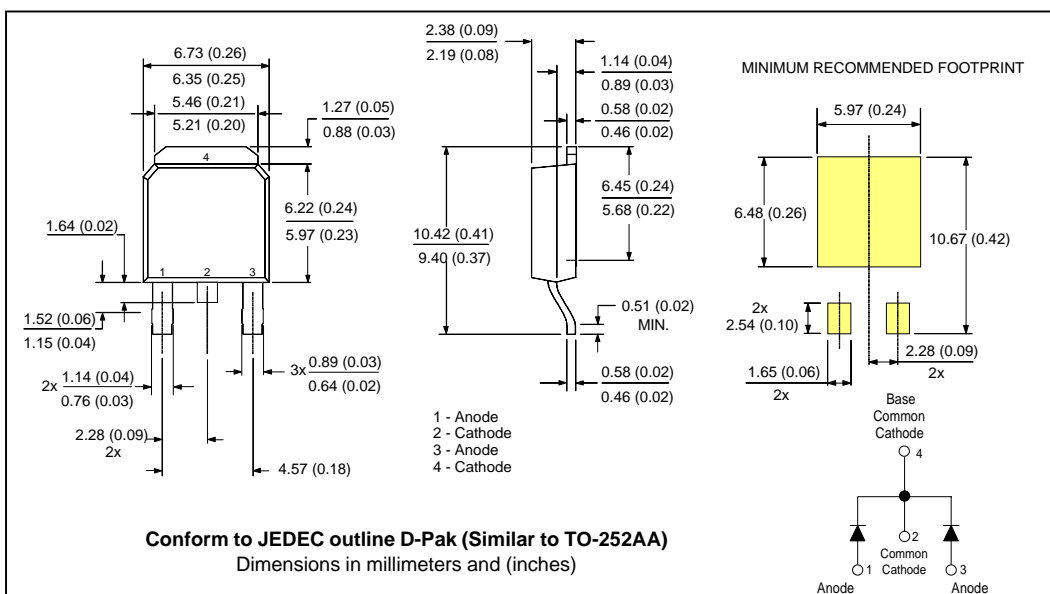 6.73 (0.26)
6.35 (0.25)
5.46 (0.21)
5.21 (0.20)
1.27 (0.05)
0.88 (0.03)
4
1.64 (0.02)
6.22 (0.24)
5.97 (0.23)
1
2
3
1.52 (0.06)
1.15 (0.04)
2x
1.14 (0.04)
0.76 (0.03)
3x
0.89 (0.03)
0.64 (0.02)
2.28 (0.09)
2x
4.57 (0.18)
2.38 (0.09)
2.19 (0.08)
1.14 (0.04)
0.89 (0.03)
0.58 (0.02)
0.46 (0.02)
6.45 (0.24)
5.68 (0.22)
10.42 (0.41)
9.40 (0.37)
0.51 (0.02)
MIN.
0.58 (0.02)
0.46 (0.02)
1 - Anode
2 - Cathode
3 - Anode
4 - Cathode
MINIMUM RECOMMENDED FOOTPRINT
5.97 (0.24)
6.48 (0.26)
10.67 (0.42)
2x
2.54 (0.10)
1.65 (0.06)
2x
2.28 (0.09)
2x
Base
Common
Cathode
4
2
Common
Cathode
1
3
Anode
Anode
Conform to JEDEC outline D-Pak (Similar to TO-252AA)
Dimensions in millimeters and (inches)